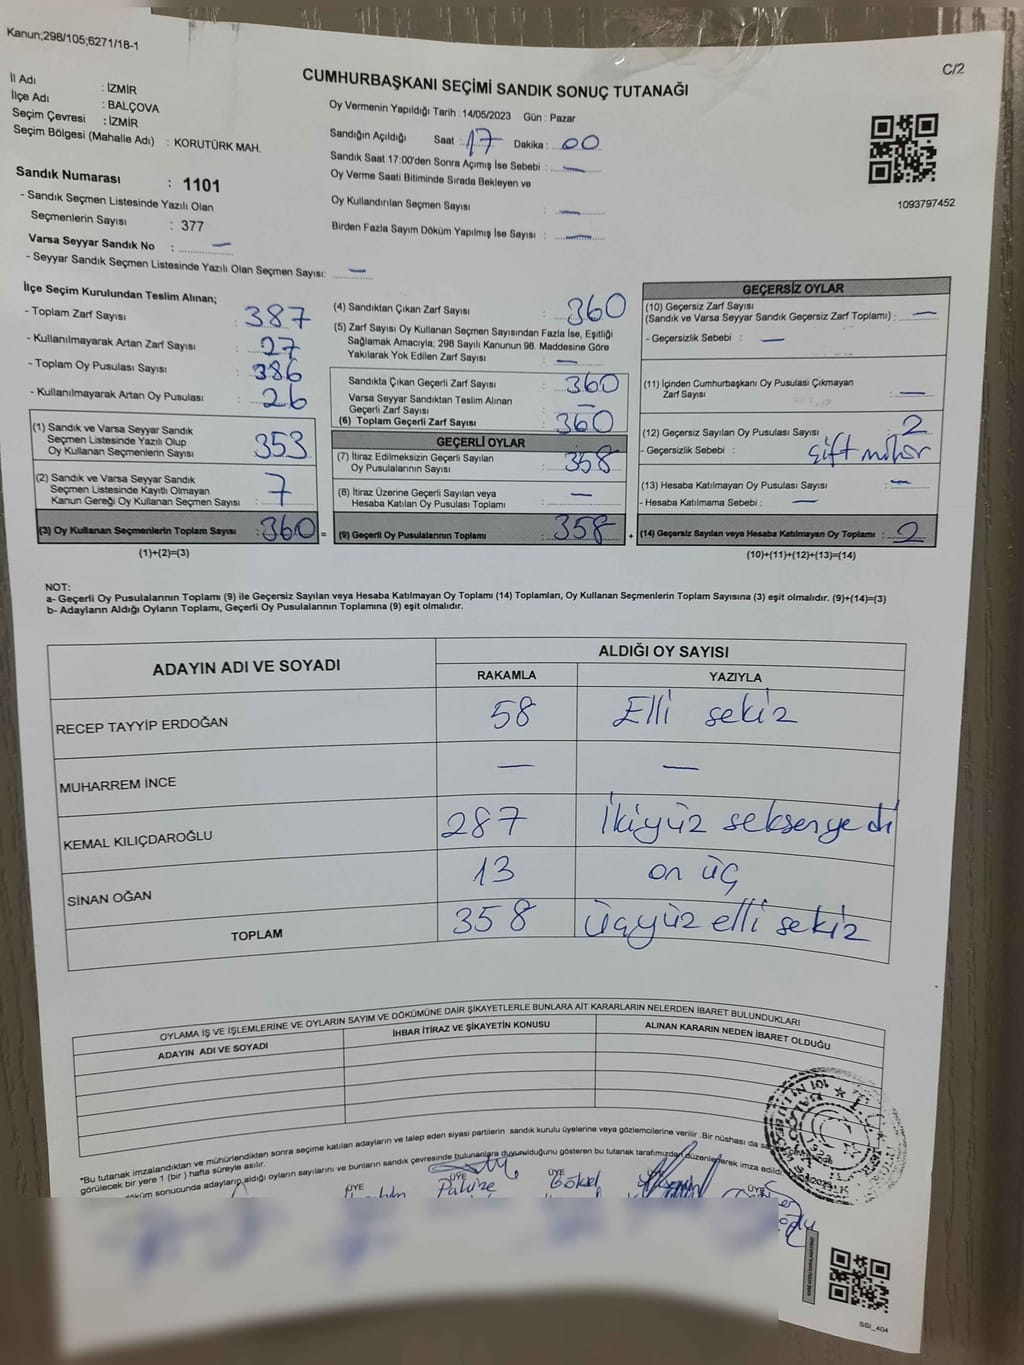 Kanun;298/105;6271/18-1
C/2
CUMHURBAŞKANI SEÇİMİ SANDIK SONUÇ TUTANAĞI
İl Adı : İZMİR
İlçe Adı : BALÇOVA
Seçim Çevresi : İZMİR
Seçim Bölgesi (Mahalle Adı) : KORUTÜRK MAH.
Oy Vermenin Yapıldığı Tarih : 14/05/2023 Gün : Pazar
Sandığın Açıldığı Saat : 17 Dakika : 00
Sandık Saat 17:00'den Sonra Açımış İse Sebebi : —
Oy Verme Saati Bitiminde Sırada Bekleyen ve
Oy Kullandırılan Seçmen Sayısı : —
Birden Fazla Sayım Döküm Yapılmış İse Sayısı : —
1093797452
Sandık Numarası : 1101
- Sandık Seçmen Listesinde Yazılı Olan
Seçmenlerin Sayısı : 377
Varsa Seyyar Sandık No : —
- Seyyar Sandık Seçmen Listesinde Yazılı Olan Seçmen Sayısı: —
İlçe Seçim Kurulundan Teslim Alınan;
- Toplam Zarf Sayısı : 387
- Kullanılmayarak Artan Zarf Sayısı : 27
- Toplam Oy Pusulası Sayısı : 386
- Kullanılmayarak Artan Oy Pusulası : 26
(1) Sandık ve Varsa Seyyar Sandık
Seçmen Listesinde Yazılı Olup
Oy Kullanan Seçmenlerin Sayısı : 353
(2) Sandık ve Varsa Seyyar Sandık
Seçmen Listesinde Kayıtlı Olmayan
Kanun Gereği Oy Kullanan Seçmen Sayısı : 7
(3) Oy Kullanan Seçmenlerin Toplam Sayısı : 360 =
(1)+(2)=(3)
(4) Sandıktan Çıkan Zarf Sayısı : 360
(5) Zarf Sayısı Oy Kullanan Seçmen Sayısından Fazla İse, Eşitliği
Sağlamak Amacıyla; 298 Sayılı Kanunun 98. Maddesine Göre
Yakılarak Yok Edilen Zarf Sayısı : —
Sandıkta Çıkan Geçerli Zarf Sayısı : 360
Varsa Seyyar Sandıktan Teslim Alınan
Geçerli Zarf Sayısı : —
(6) Toplam Geçerli Zarf Sayısı : 360
GEÇERLİ OYLAR
(7) İtiraz Edilmeksizin Geçerli Sayılan
Oy Pusulalarının Sayısı : 358
(8) İtiraz Üzerine Geçerli Sayılan veya
Hesaba Katılan Oy Pusulası Toplamı : —
(9) Geçerli Oy Pusulalarının Toplamı : 358 +
GEÇERSİZ OYLAR
(10) Geçersiz Zarf Sayısı
(Sandık ve Varsa Seyyar Sandık Geçersiz Zarf Toplamı) : —
- Geçersizlik Sebebi : —
(11) İçinden Cumhurbaşkanı Oy Pusulası Çıkmayan
Zarf Sayısı : —
(12) Geçersiz Sayılan Oy Pusulası Sayısı : 2
- Geçersizlik Sebebi : çift mühür
(13) Hesaba Katılmayan Oy Pusulası Sayısı : —
- Hesaba Katılmama Sebebi : —
(14) Geçersiz Sayılan veya Hesaba Katılmayan Oy Toplamı : 2
(10)+(11)+(12)+(13)=(14)
NOT:
a- Geçerli Oy Pusulalarının Toplamı (9) ile Geçersiz Sayılan veya Hesaba Katılmayan Oy Toplamı (14) Toplamları, Oy Kullanan Seçmenlerin Toplam Sayısına (3) eşit olmalıdır. (9)+(14)=(3)
b- Adayların Aldığı Oyların Toplamı, Geçerli Oy Pusulalarının Toplamına (9) eşit olmalıdır.
ADAYIN ADI VE SOYADI ALDIĞI OY SAYISI
RAKAMLA YAZIYLA
RECEP TAYYİP ERDOĞAN 58 Elli sekiz
MUHARREM İNCE — —
KEMAL KILIÇDAROĞLU 287 İkiyüz seksenyedi
SİNAN OĞAN 13 on üç
TOPLAM 358 Üçyüz elli sekiz
OYLAMA İŞ VE İŞLEMLERİNE VE OYLARIN SAYIM VE DÖKÜMÜNE DAİR ŞİKAYETLERLE BUNLARA AİT KARARLARIN NELERDEN İBARET BULUNDUKLARI
ADAYIN ADI VE SOYADI İHBAR İTİRAZ VE ŞİKAYETİN KONUSU ALINAN KARARIN NEDEN İBARET OLDUĞU
*Bu tutanak imzalandıktan ve mühürlendikten sonra seçime katılan adayların ve talep eden siyasi partilerin sandık kurulu üyelerine veya gözlemcilerine verilir .Bir nüshası da
görülecek bir yere 1 (bir ) hafta süreyle asılır.
döküm sonucunda adayların aldığı oyların sayılarını ve bunların sandık çevresinde bulunanlara duyurulduğunu gösteren bu tutanak tarafımızdan düzenlenerek imza edildi.
ÜYE ÜYE ÜYE ÜYE ÜYE
Göksel
SSI_404